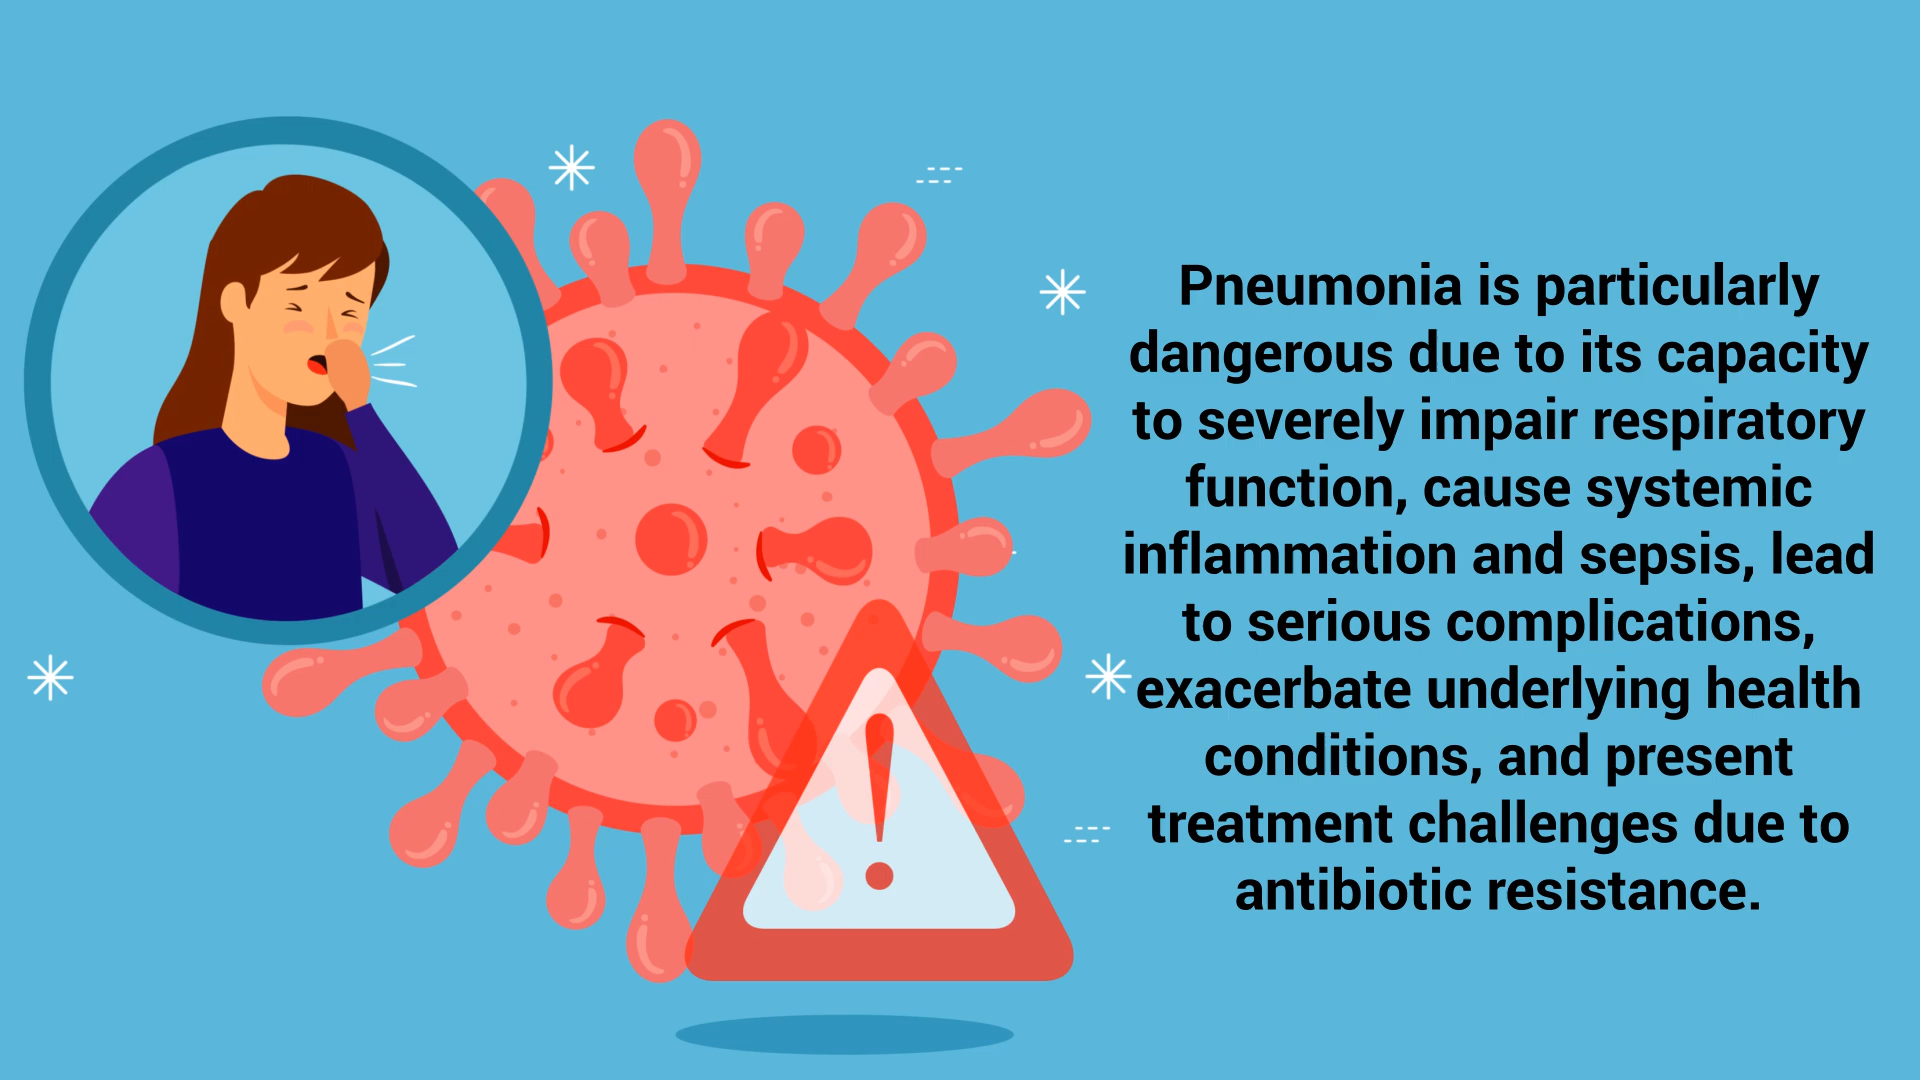 Pneumonia is particularly
dangerous due to its capacity
to severely impair respiratory
function, cause systemic
inflammation and sepsis, lead
to serious complications,
exacerbate underlying health
conditions, and present
treatment challenges due to
antibiotic resistance.